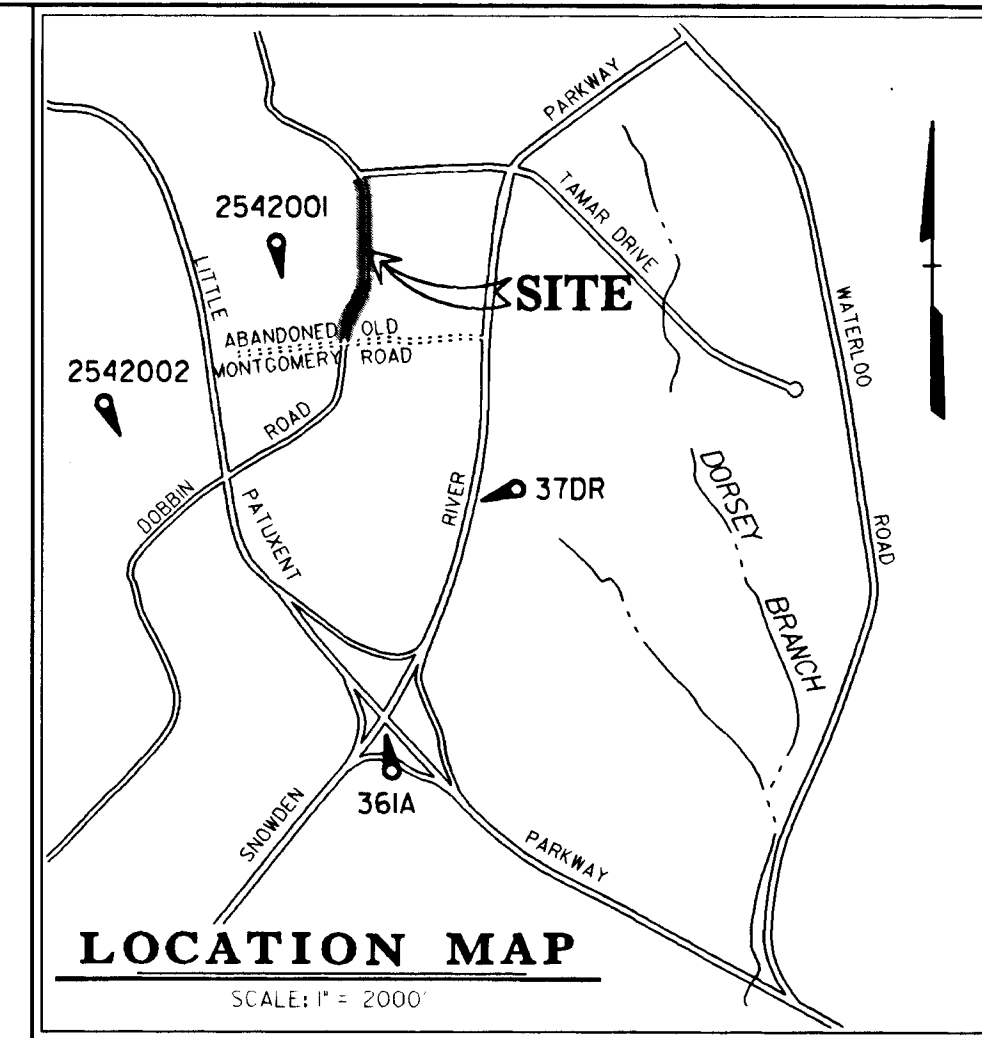 PARKWAY
TAMAR DRIVE
2542001
LITTLE
SITE
WATERLOO
ABANDONED OLD
MONTGOMERY ROAD
2542002
ROAD
DOBBIN
PATUXENT
RIVER
37DR
DORSEY
BRANCH
ROAD
361A
SNOWDEN
PARKWAY
LOCATION MAP
SCALE: 1" = 2000'